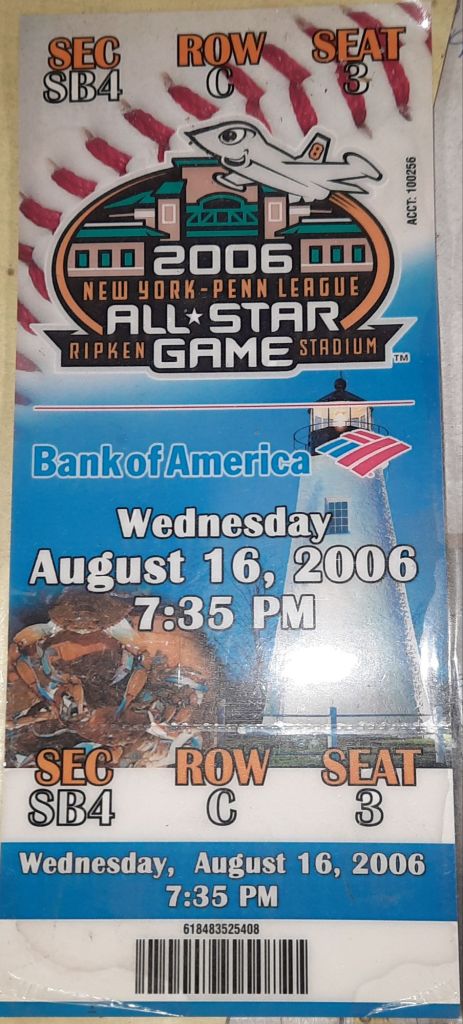 SEC ROW SEAT
SB4 C 3
ACCT: 100256
8
2006
NEW YORK-PENN LEAGUE
ALL★STAR
RIPKEN GAME STADIUM TM
Bank of America
Wednesday
August 16, 2006
7:35 PM
SEC ROW SEAT
SB4 C 3
Wednesday, August 16, 2006
7:35 PM
618483525408